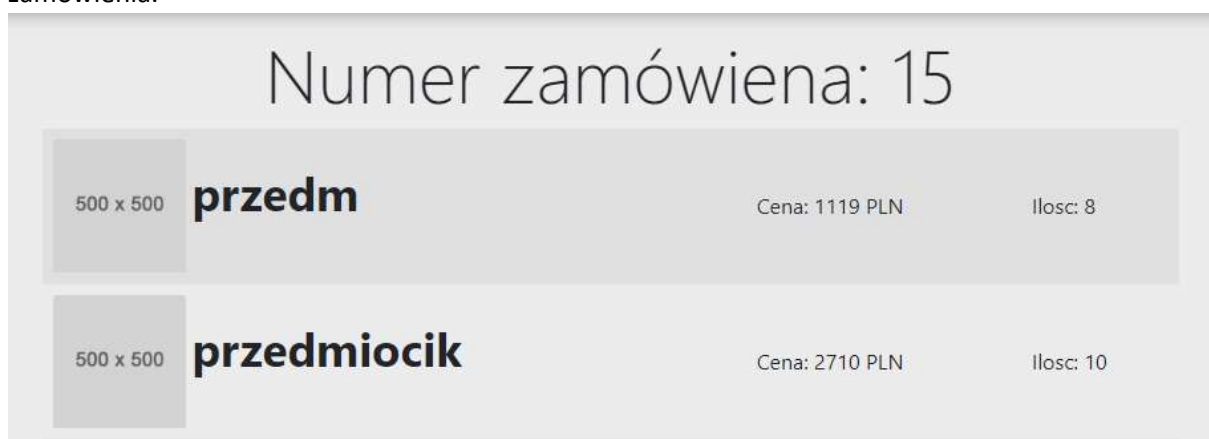 zamówienia.
Numer zamówiena: 15
500 x 500 przedm Cena: 1119 PLN Ilosc: 8
500 x 500 przedmiocik Cena: 2710 PLN Ilosc: 10